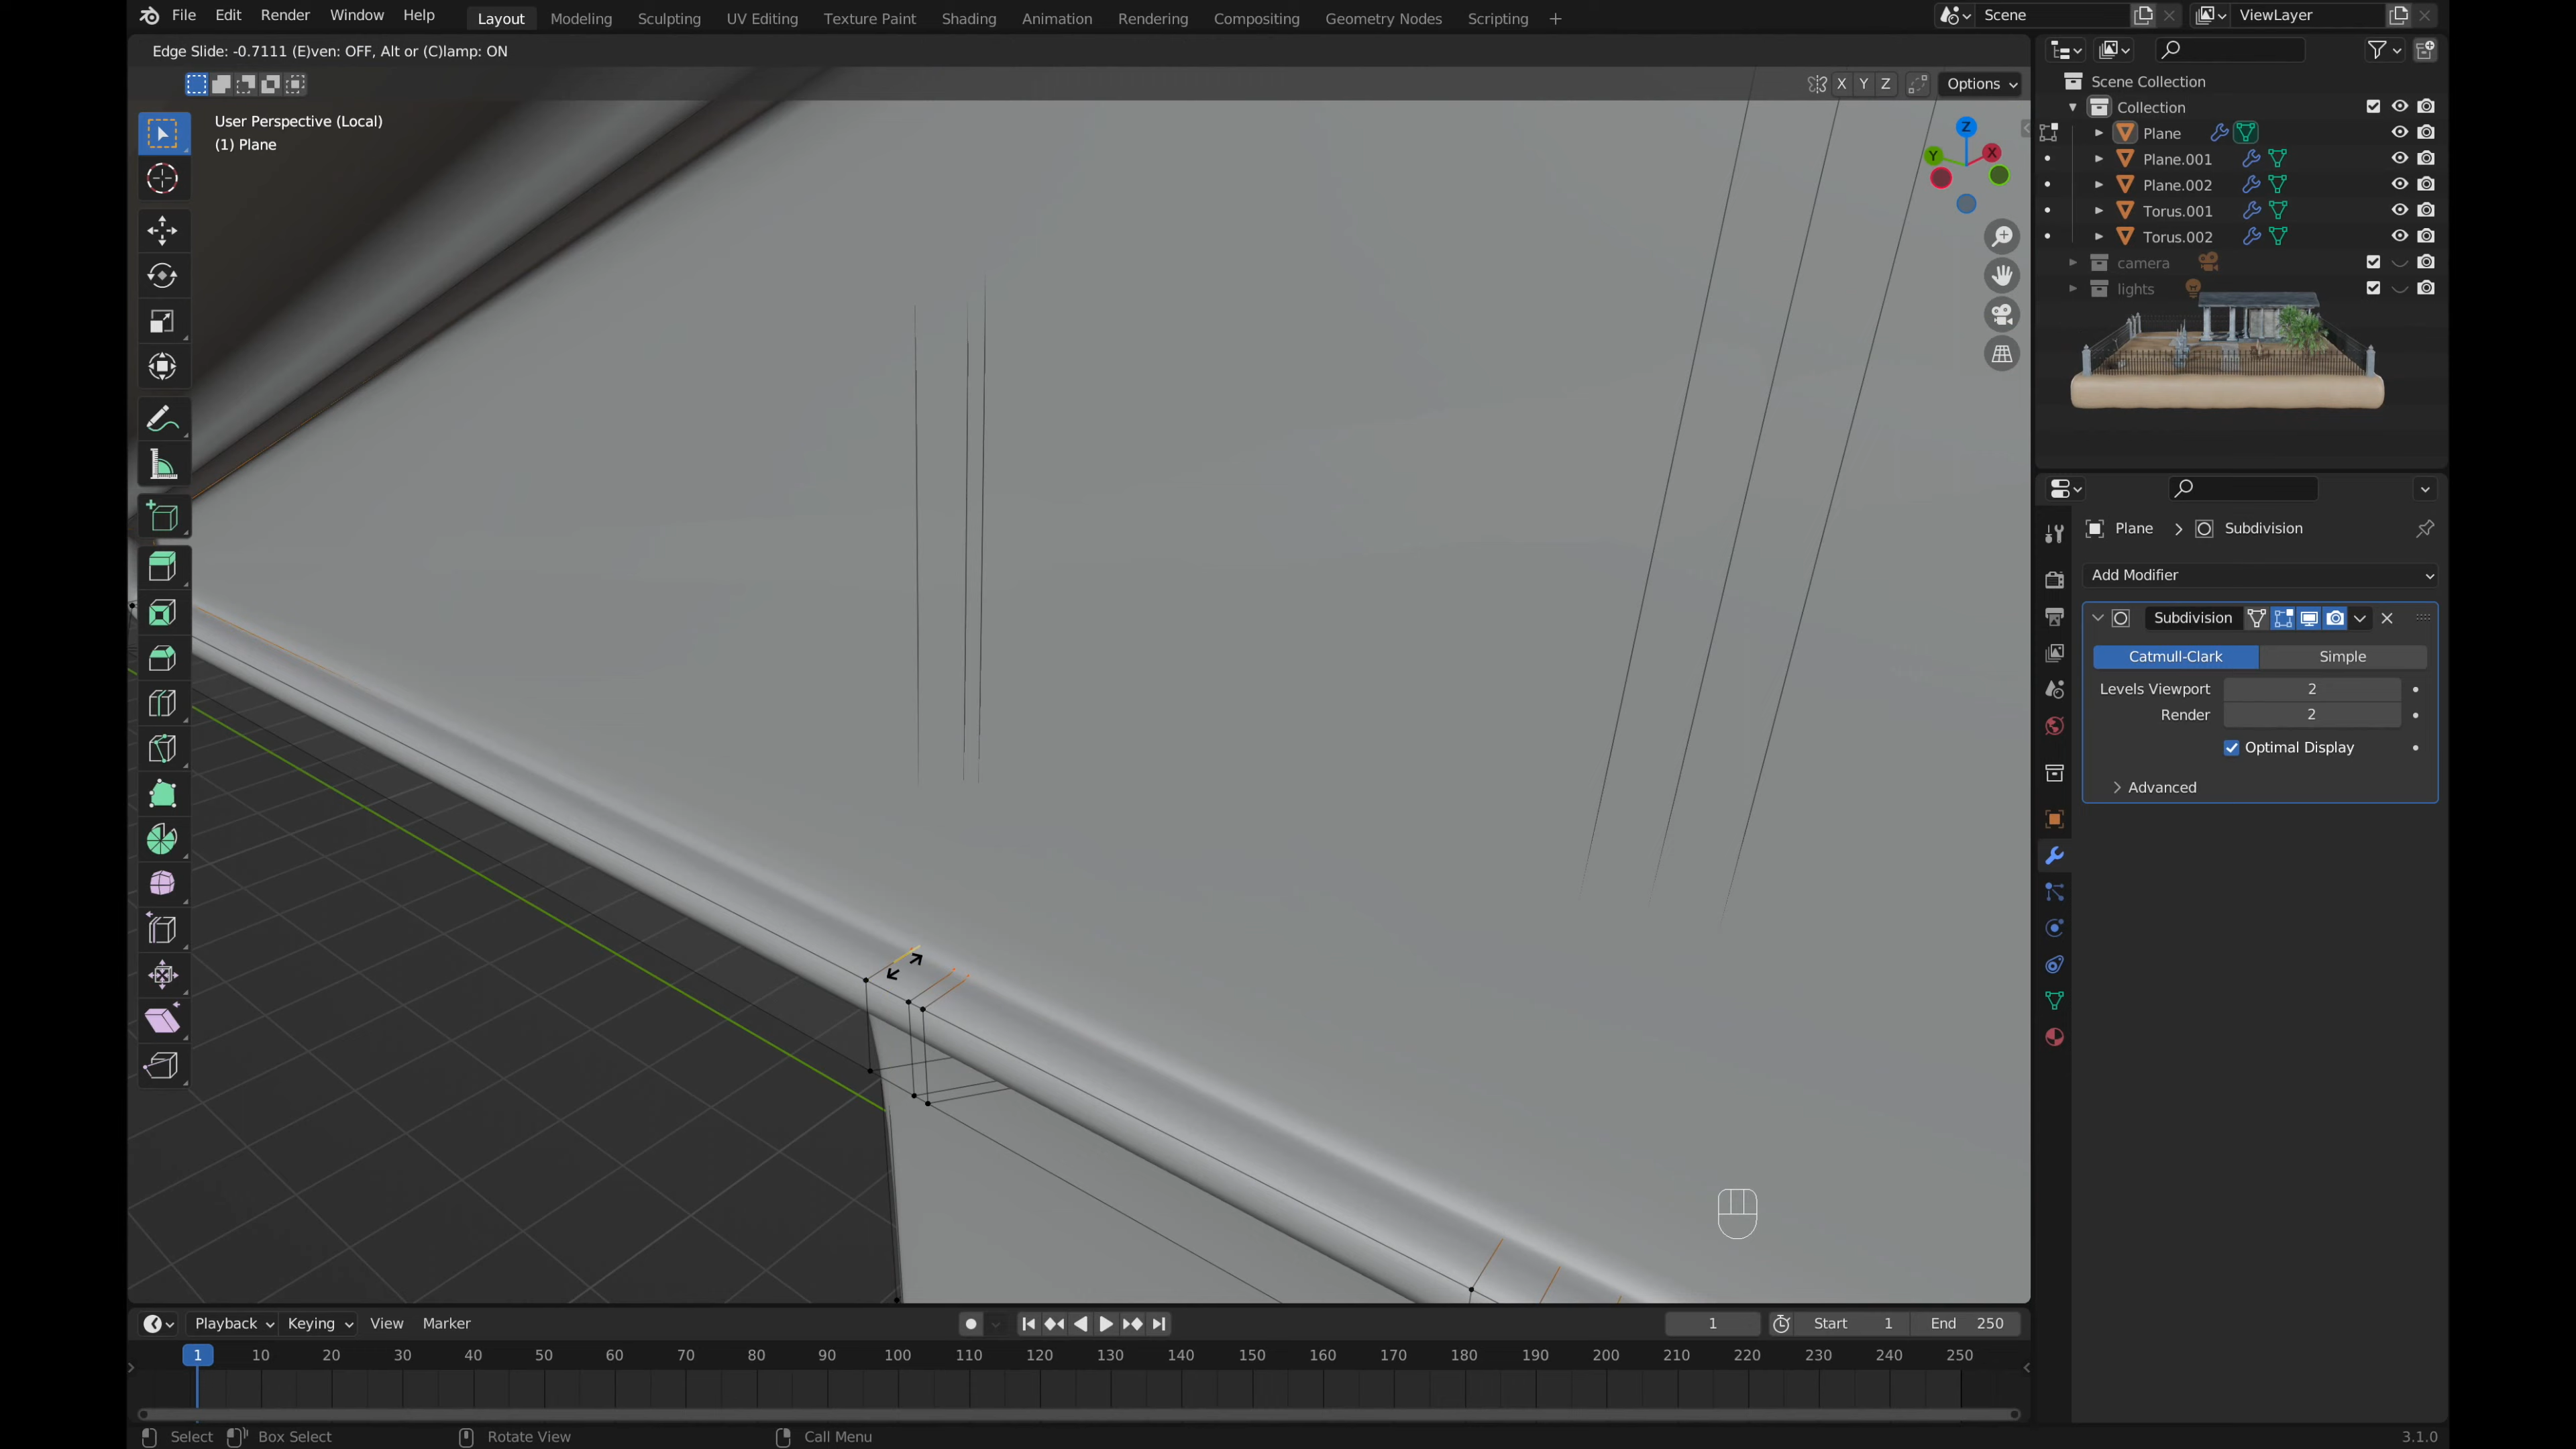 File Edit Render Window Help Layout Modeling Sculpting UV Editing Texture Paint Shading Animation Rendering Compositing Geometry Nodes Scripting + Scene ViewLayer
Edge Slide: -0.7111 (E)ven: OFF, Alt or (C)lamp: ON
X Y Z Options
User Perspective (Local)
(1) Plane
Z
Y X
Scene Collection
Collection
Plane
Plane.001
Plane.002
Torus.001
Torus.002
camera
lights
Plane > Subdivision
Add Modifier
Subdivision
Catmull-Clark Simple
Levels Viewport 2
Render 2
Optimal Display
Advanced
Playback Keying View Marker 1 Start 1 End 250
1 10 20 30 40 50 60 70 80 90 100 110 120 130 140 150 160 170 180 190 200 210 220 230 240 250
Select Box Select Rotate View Call Menu 3.1.0